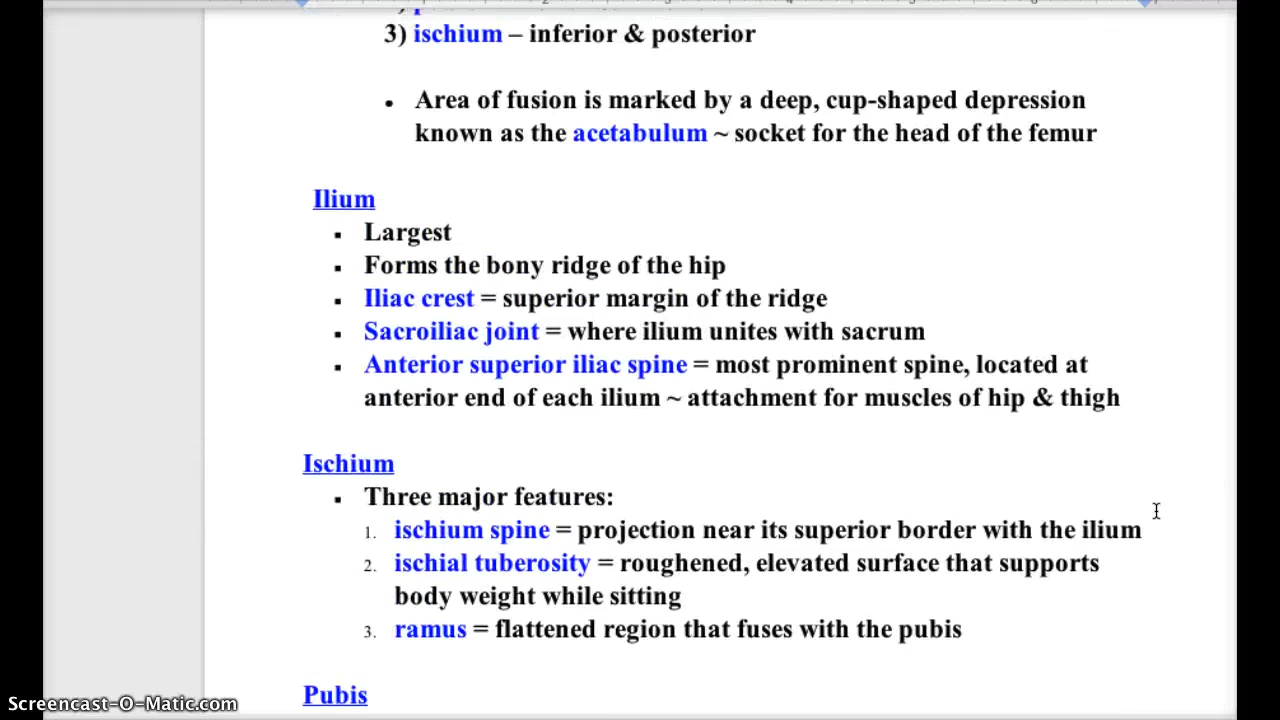 3) ischium – inferior & posterior
• Area of fusion is marked by a deep, cup-shaped depression
known as the acetabulum ~ socket for the head of the femur
Ilium
▪ Largest
▪ Forms the bony ridge of the hip
▪ Iliac crest = superior margin of the ridge
▪ Sacroiliac joint = where ilium unites with sacrum
▪ Anterior superior iliac spine = most prominent spine, located at
anterior end of each ilium ~ attachment for muscles of hip & thigh
Ischium
▪ Three major features:
1. ischium spine = projection near its superior border with the ilium
2. ischial tuberosity = roughened, elevated surface that supports
body weight while sitting
3. ramus = flattened region that fuses with the pubis
Pubis
Screencast-O-Matic.com